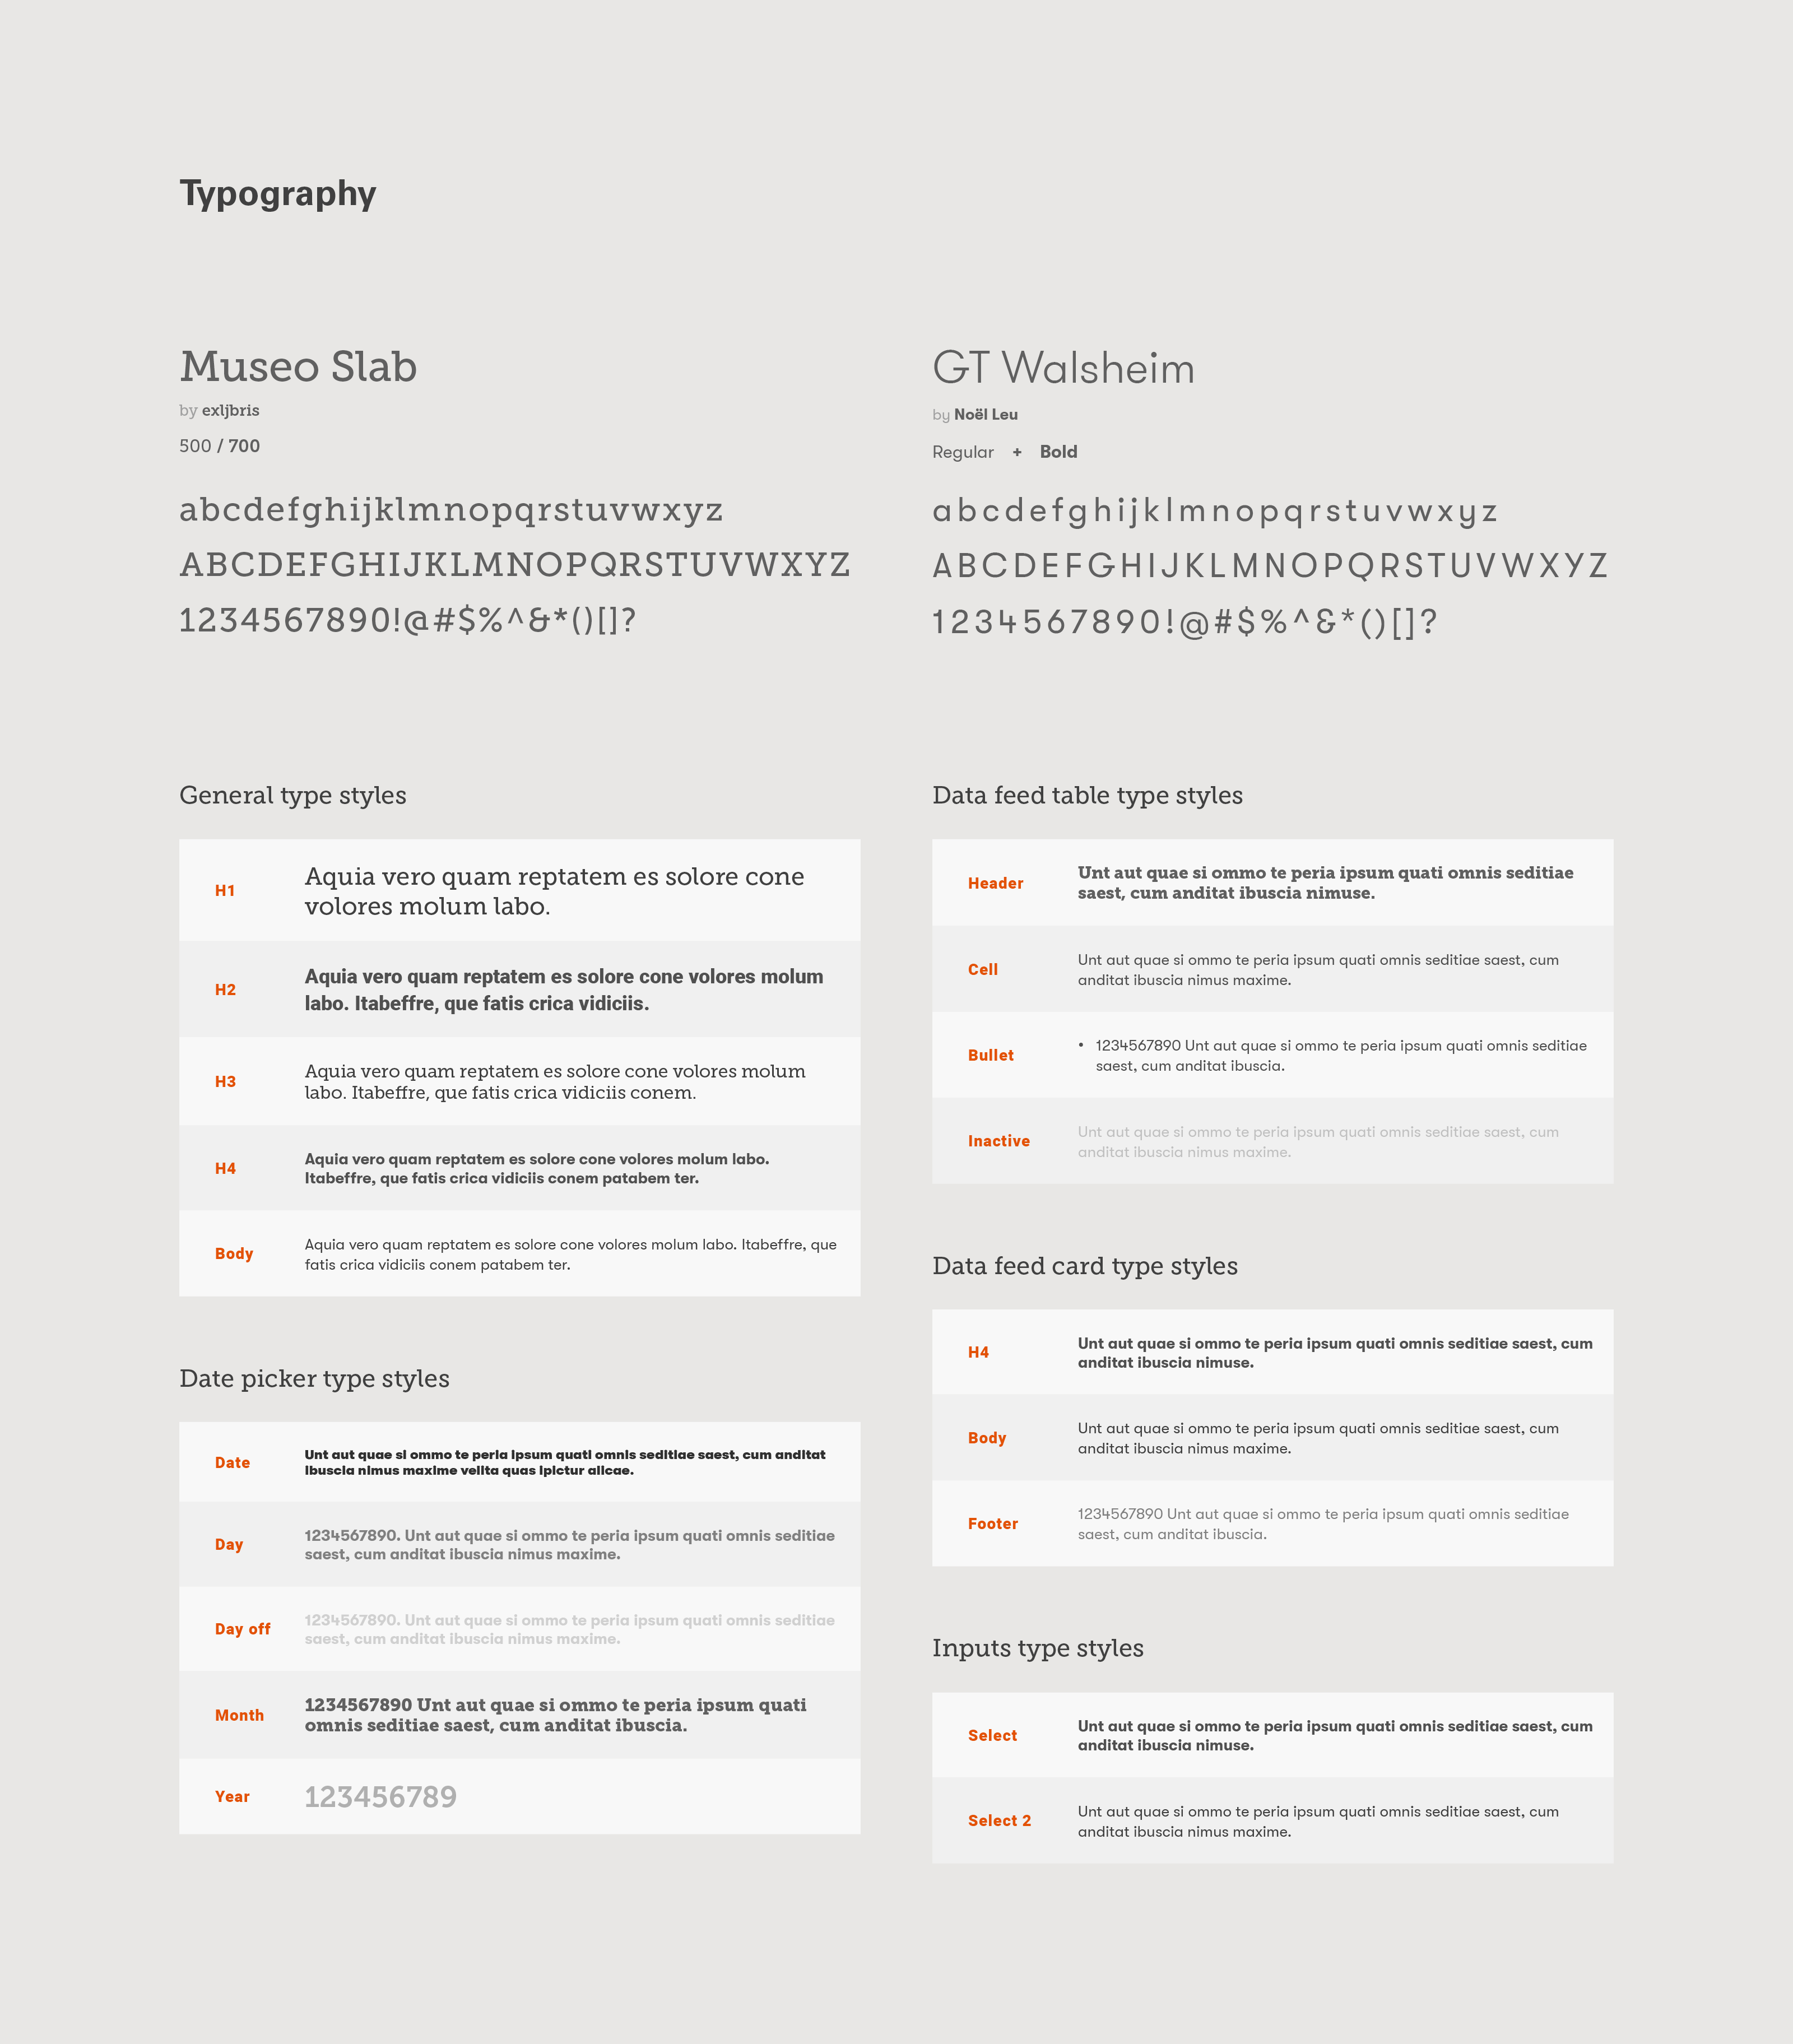 Typography
Museo Slab
by exljbris
500 / 700
abcdefghijklmnopqrstuvwxyz
ABCDEFGHIJKLMNOPQRSTUVWXYZ
1234567890!@#$%^&*()[]?
GT Walsheim
by Noël Leu
Regular + Bold
abcdefghijklmnopqrstuvwxyz
ABCDEFGHIJKLMNOPQRSTUVWXYZ
1234567890!@#$%^&*()[]?
General type styles
H1
Aquia vero quam reptatem es solore cone
volores molum labo.
H2
Aquia vero quam reptatem es solore cone volores molum
labo. Itabeffre, que fatis crica vidiciis.
H3
Aquia vero quam reptatem es solore cone volores molum
labo. Itabeffre, que fatis crica vidiciis conem.
H4
Aquia vero quam reptatem es solore cone volores molum labo.
Itabeffre, que fatis crica vidiciis conem patabem ter.
Body
Aquia vero quam reptatem es solore cone volores molum labo. Itabeffre, que
fatis crica vidiciis conem patabem ter.
Date picker type styles
Date
Unt aut quae si ommo te peria ipsum quati omnis seditiae saest, cum anditat
ibuscia nimus maxime velita quas ipictur alicae.
Day
1234567890. Unt aut quae si ommo te peria ipsum quati omnis seditiae
saest, cum anditat ibuscia nimus maxime.
Day off
1234567890. Unt aut quae si ommo te peria ipsum quati omnis seditiae
saest, cum anditat ibuscia nimus maxime.
Month
1234567890 Unt aut quae si ommo te peria ipsum quati
omnis seditiae saest, cum anditat ibuscia.
Year
123456789
Data feed table type styles
Header
Unt aut quae si ommo te peria ipsum quati omnis seditiae
saest, cum anditat ibuscia nimuse.
Cell
Unt aut quae si ommo te peria ipsum quati omnis seditiae saest, cum
anditat ibuscia nimus maxime.
Bullet
• 1234567890 Unt aut quae si ommo te peria ipsum quati omnis seditiae
saest, cum anditat ibuscia.
Inactive
Unt aut quae si ommo te peria ipsum quati omnis seditiae saest, cum
anditat ibuscia nimus maxime.
Data feed card type styles
H4
Unt aut quae si ommo te peria ipsum quati omnis seditiae saest, cum
anditat ibuscia nimuse.
Body
Unt aut quae si ommo te peria ipsum quati omnis seditiae saest, cum
anditat ibuscia nimus maxime.
Footer
1234567890 Unt aut quae si ommo te peria ipsum quati omnis seditiae
saest, cum anditat ibuscia.
Inputs type styles
Select
Unt aut quae si ommo te peria ipsum quati omnis seditiae saest, cum
anditat ibuscia nimuse.
Select 2
Unt aut quae si ommo te peria ipsum quati omnis seditiae saest, cum
anditat ibuscia nimus maxime.